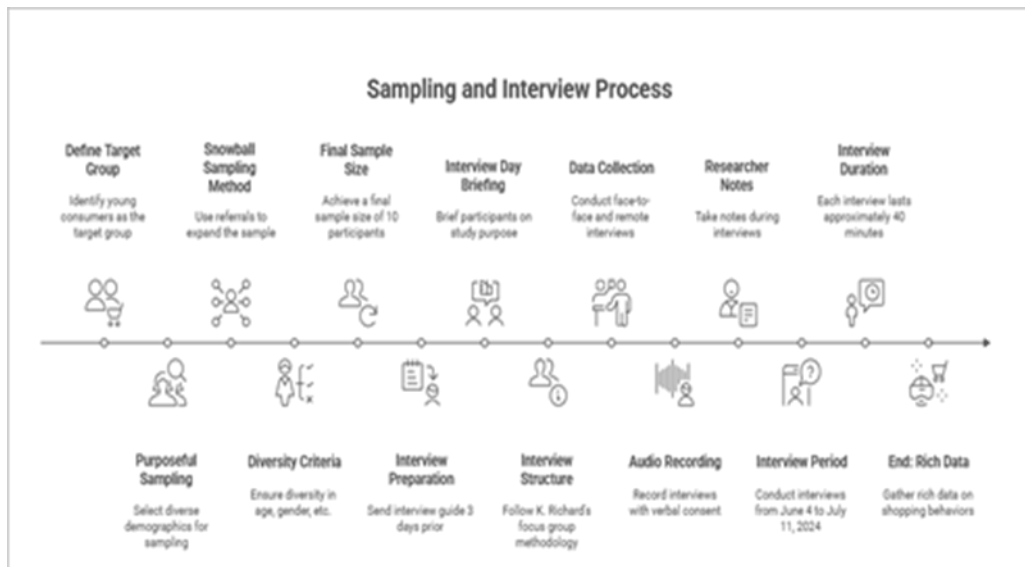 Sampling and Interview Process
Define Target
Group
Identify young
consumers as the
target group
Purposeful
Sampling
Select diverse
demographics for
sampling
Snowball
Sampling
Method
Use referrals to
expand the sample
Diversity Criteria
Ensure diversity in
age, gender, etc.
Final Sample
Size
Achieve a final
sample size of 10
participants
Interview
Preparation
Send interview guide 3
days prior
Interview Day
Briefing
Brief participants on
study purpose
Interview
Structure
Follow K. Richard's
focus group
methodology
Data Collection
Conduct face-to-
face and remote
interviews
Audio Recording
Record interviews
with verbal consent
Researcher
Notes
Take notes during
interviews
Interview Period
Conduct interviews
from June 4 to July
11, 2024
Interview
Duration
Each interview lasts
approximately 40
minutes
End: Rich Data
Gather rich data on
shopping behaviors